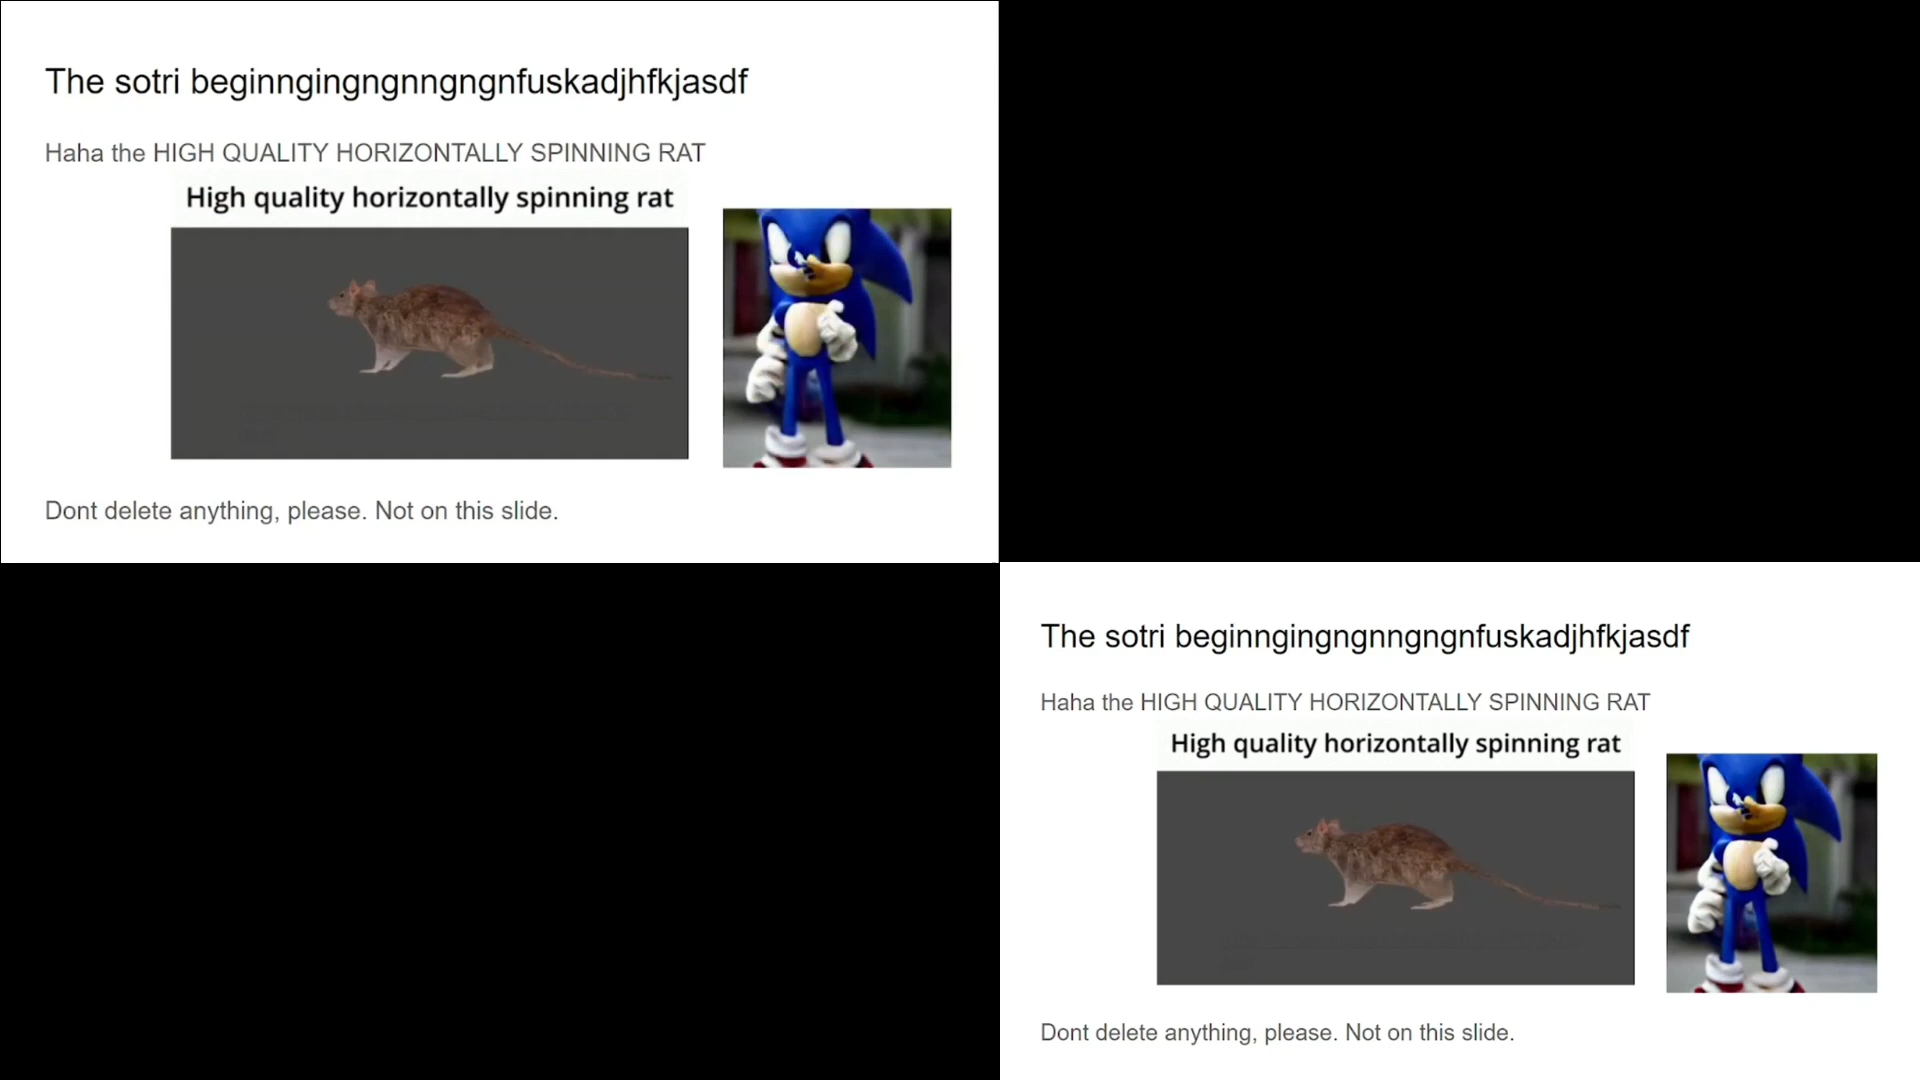 The sotri beginngingngnngngnfuskadjhfkjasdf
Haha the HIGH QUALITY HORIZONTALLY SPINNING RAT
High quality horizontally spinning rat
Dont delete anything, please. Not on this slide.
The sotri beginngingngnngngnfuskadjhfkjasdf
Haha the HIGH QUALITY HORIZONTALLY SPINNING RAT
High quality horizontally spinning rat
Dont delete anything, please. Not on this slide.